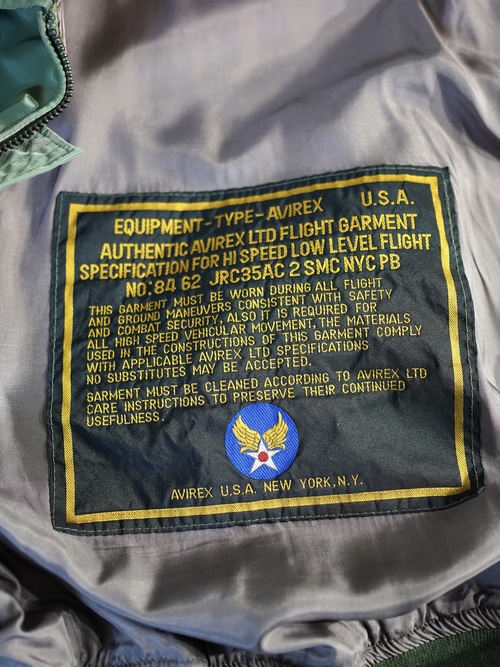 EQUIPMENT-TYPE-AVIREX U.S.A.
AUTHENTIC AVIREX LTD FLIGHT GARMENT
SPECIFICATION FOR HI SPEED LOW LEVEL FLIGHT
NO:84 62 JRC35AC 2 SMC NYC PB
THIS GARMENT MUST BE WORN DURING ALL FLIGHT
AND GROUND MANEUVERS CONSISTENT WITH SAFETY
AND COMBAT SECURITY, ALSO IT IS REQUIRED FOR
ALL HIGH SPEED VEHICULAR MOVEMENT, THE MATERIALS
USED IN THE CONSTRUCTIONS OF THIS GARMENT COMPLY
WITH APPLICABLE AVIREX LTD SPECIFICATIONS
NO SUBSTITUTES MAY BE ACCEPTED.
GARMENT MUST BE CLEANED ACCORDING TO AVIREX LTD
CARE INSTRUCTIONS TO PRESERVE THEIR CONTINUED
USEFULNESS.
AVIREX U.S.A. NEW YORK,N.Y.